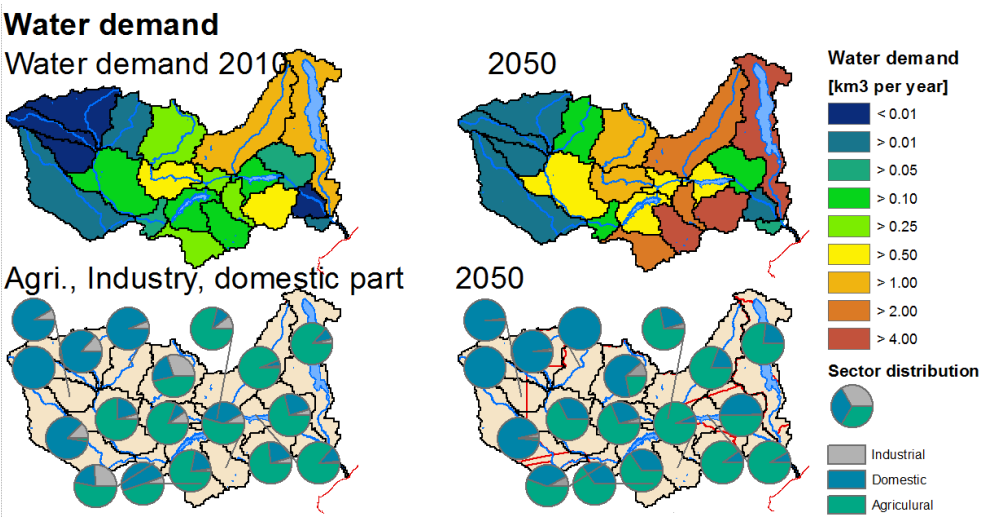 Water demand
Water demand 2010
2050
Water demand
[km3 per year]
< 0.01
> 0.01
> 0.05
> 0.10
> 0.25
> 0.50
> 1.00
> 2.00
> 4.00
Agri., Industry, domestic part
2050
Sector distribution
Industrial
Domestic
Agriculural